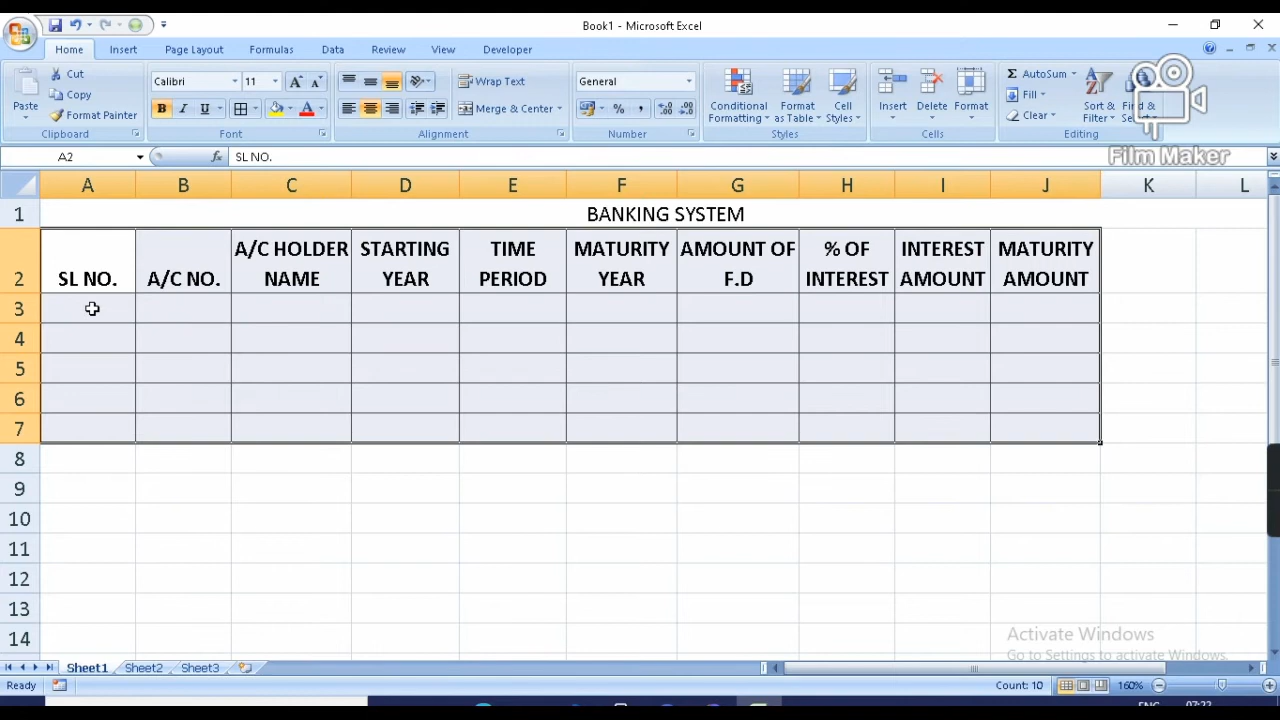 Book1 - Microsoft Excel
Home Insert Page Layout Formulas Data Review View Developer
Paste
Cut
Copy
Format Painter
Clipboard
Calibri 11
B I U
Font
Wrap Text
Merge & Center
Alignment
General
% ,
Number
Conditional Formatting
Format as Table
Cell Styles
Styles
Insert Delete Format
Cells
AutoSum
Fill
Clear
Sort & Filter
Find &
Editing
Film Maker
A2 fx SL NO.
A B C D E F G H I J K L
1 BANKING SYSTEM
A/C HOLDER STARTING TIME MATURITY AMOUNT OF % OF INTEREST MATURITY
2 SL NO. A/C NO. NAME YEAR PERIOD YEAR F.D INTEREST AMOUNT AMOUNT
3
4
5
6
7
8
9
10
11
12
13
14
Activate Windows
Go to Settings to activate Windows.
Sheet1 Sheet2 Sheet3
Ready Count: 10 160%
ENG 07:22